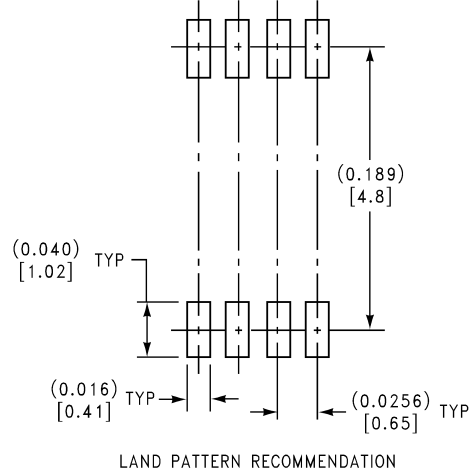 (0.189)
[4.8]
(0.040)
[1.02] TYP
(0.016)
[0.41] TYP
(0.0256)
[0.65] TYP
LAND PATTERN RECOMMENDATION